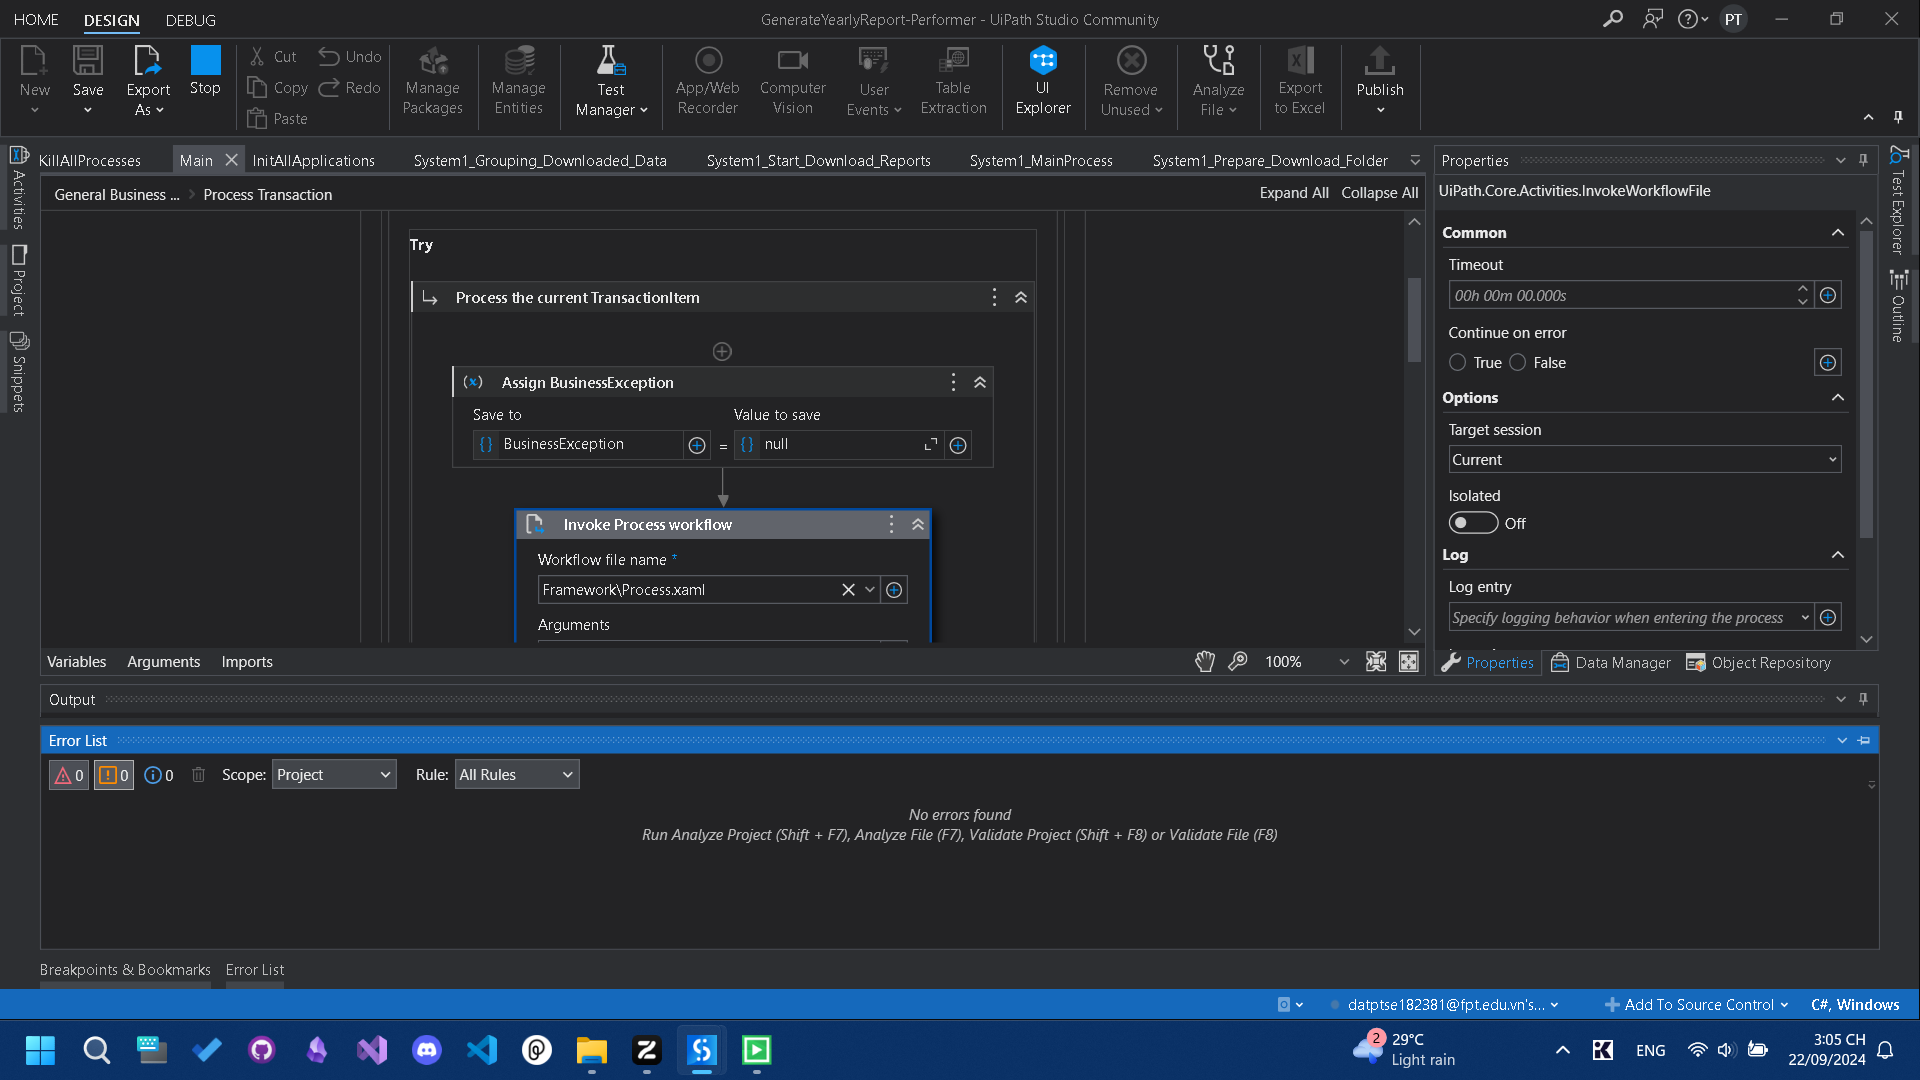 HOME DESIGN DEBUG
GenerateYearlyReport-Performer - UiPath Studio Community
PT
New
Save
Export
As
Stop
Cut
Copy
Paste
Undo
Redo
Manage
Packages
Manage
Entities
Test
Manager
App/Web
Recorder
Computer
Vision
User
Events
Table
Extraction
UI
Explorer
Remove
Unused
Analyze
File
Export
to Excel
Publish
Activities
Project
Snippets
KillAllProcesses Main InitAllApplications System1_Grouping_Downloaded_Data System1_Start_Download_Reports System1_MainProcess System1_Prepare_Download_Folder
General Business ... Process Transaction
Expand All Collapse All
Try
Process the current TransactionItem
Assign BusinessException
Save to Value to save
BusinessException = null
Invoke Process workflow
Workflow file name *
Framework\Process.xaml
Arguments
Variables Arguments Imports
100%
Properties
UiPath.Core.Activities.InvokeWorkflowFile
Common
Timeout
00h 00m 00.000s
Continue on error
True False
Options
Target session
Current
Isolated
Off
Log
Log entry
Specify logging behavior when entering the process
Properties Data Manager Object Repository
Test Explorer
Outline
Output
Error List
0 0 0 Scope: Project Rule: All Rules
No errors found
Run Analyze Project (Shift + F7), Analyze File (F7), Validate Project (Shift + F8) or Validate File (F8)
Breakpoints & Bookmarks Error List
datptse182381@fpt.edu.vn's... Add To Source Control C#, Windows
2
29°C
Light rain
ENG
3:05 CH
22/09/2024